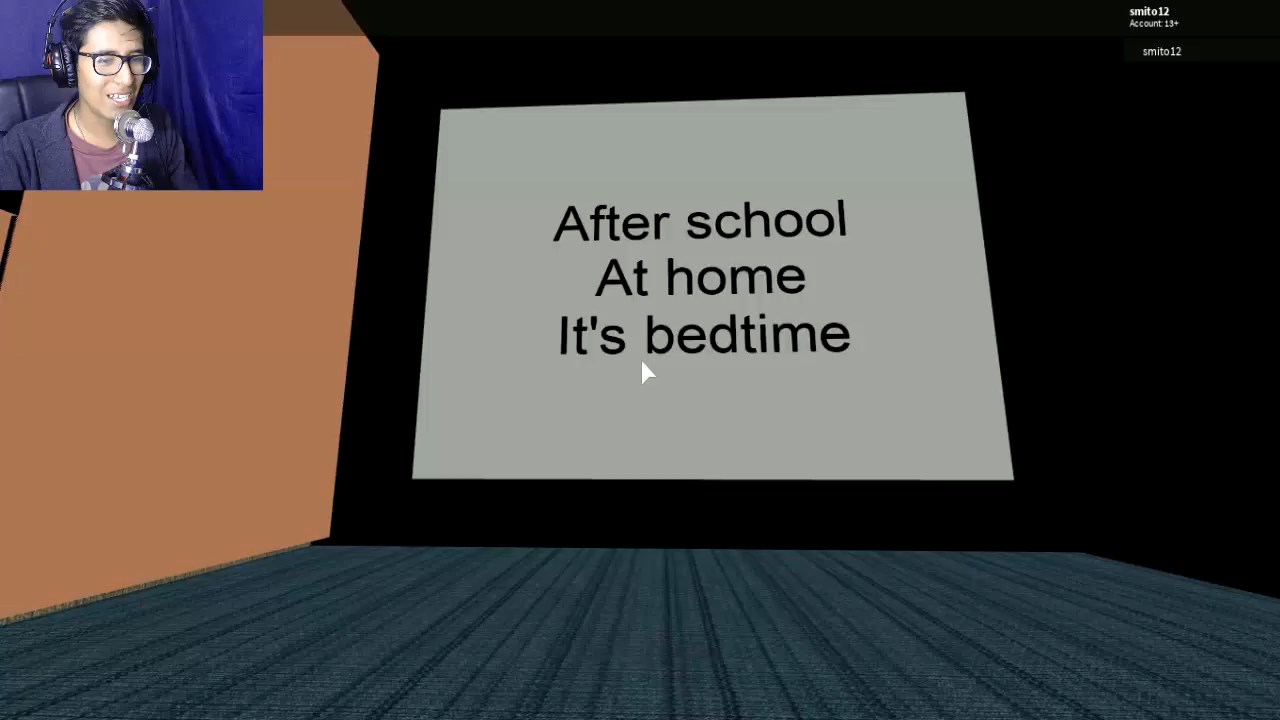 smito12
Account: 13+
smito12
After school
At home
It's bedtime